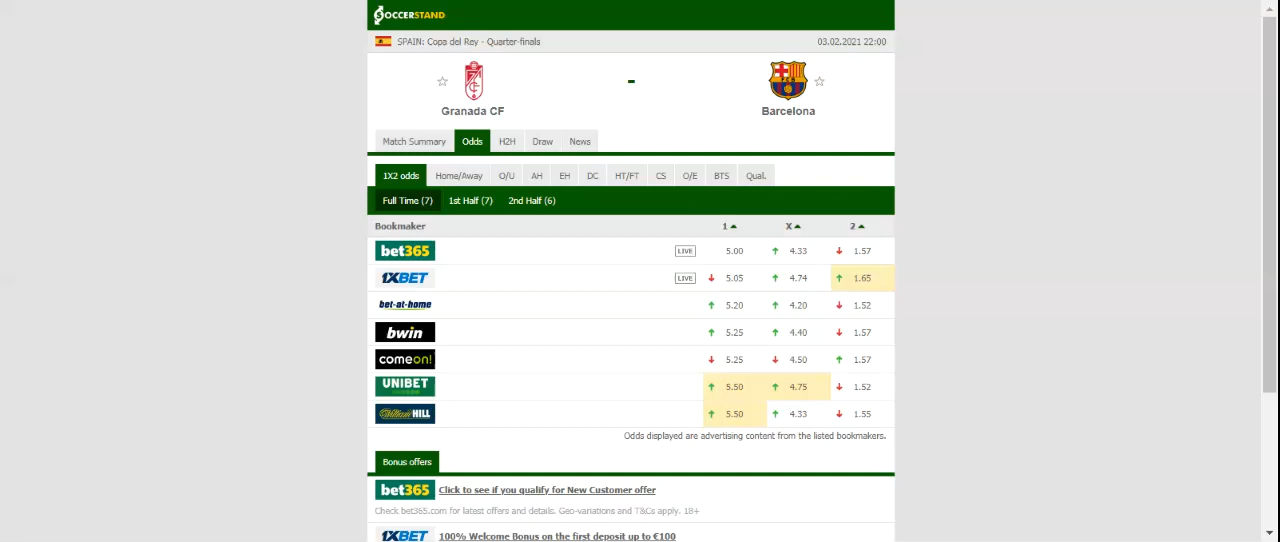 SOCCERSTAND
SPAIN: Copa del Rey - Quarter-finals 03.02.2021 22:00
-
Granada CF Barcelona
Match Summary Odds H2H Draw News
1X2 odds Home/Away O/U AH EH DC HT/FT CS O/E BTS Qual.
Full Time (7) 1st Half (7) 2nd Half (6)
Bookmaker 1 X 2
bet365 LIVE 5.00 4.33 1.57
1XBET LIVE 5.05 4.74 1.65
bet-at-home 5.20 4.20 1.52
bwin 5.25 4.40 1.57
comeon! 5.25 4.50 1.57
UNIBET 5.50 4.75 1.52
William HILL 5.50 4.33 1.55
Odds displayed are advertising content from the listed bookmakers.
Bonus offers
bet365 Click to see if you qualify for New Customer offer
Check bet365.com for latest offers and details. Geo-variations and T&Cs apply. 18+
1XBET 100% Welcome Bonus on the first deposit up to €100